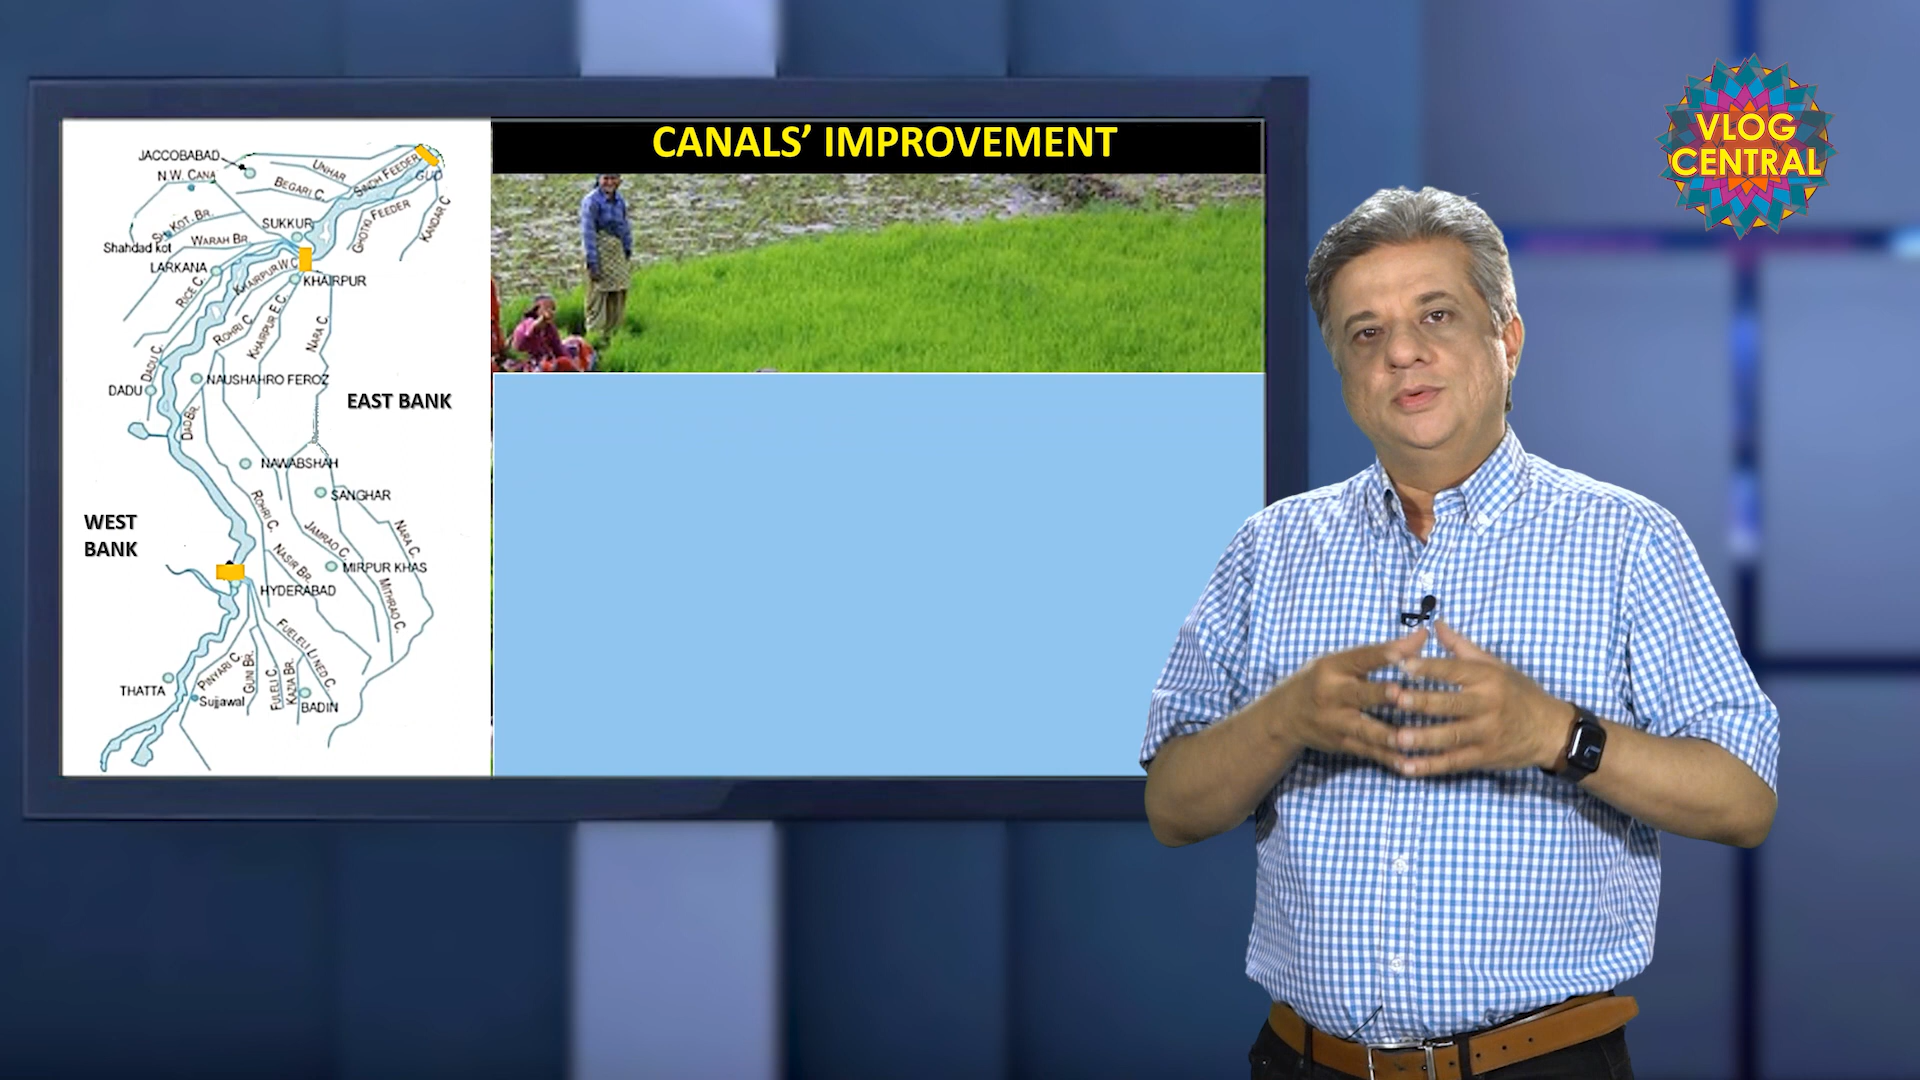 VLOG
CENTRAL
CANALS' IMPROVEMENT
JACCOBABAD
N.W. CANA
UNHAR
BEGARI C.
SINDH FEEDER
GUD
GHOTKI FEEDER
KANDAR C
SUKKUR
WARAH BR.
Shahdad kot
LARKANA
RICE C.
KHAIRPUR W.C
KHAIRPUR
ROHRI C.
KHAIRPUR E.C.
NARA C.
DADU C.
DADU
NAUSHAHRO FEROZ
EAST BANK
DAD BR.
NAWABSHAH
SANGHAR
ROHRI C.
JAMRAO C.
NARA C.
WEST
BANK
NASIR BR.
MIRPUR KHAS
MITHRAO C.
HYDERABAD
FUELELI LINED C.
PINYARI C.
GUNI BR.
FULELI C.
KAZIA BR.
THATTA
Sujjawal
BADIN